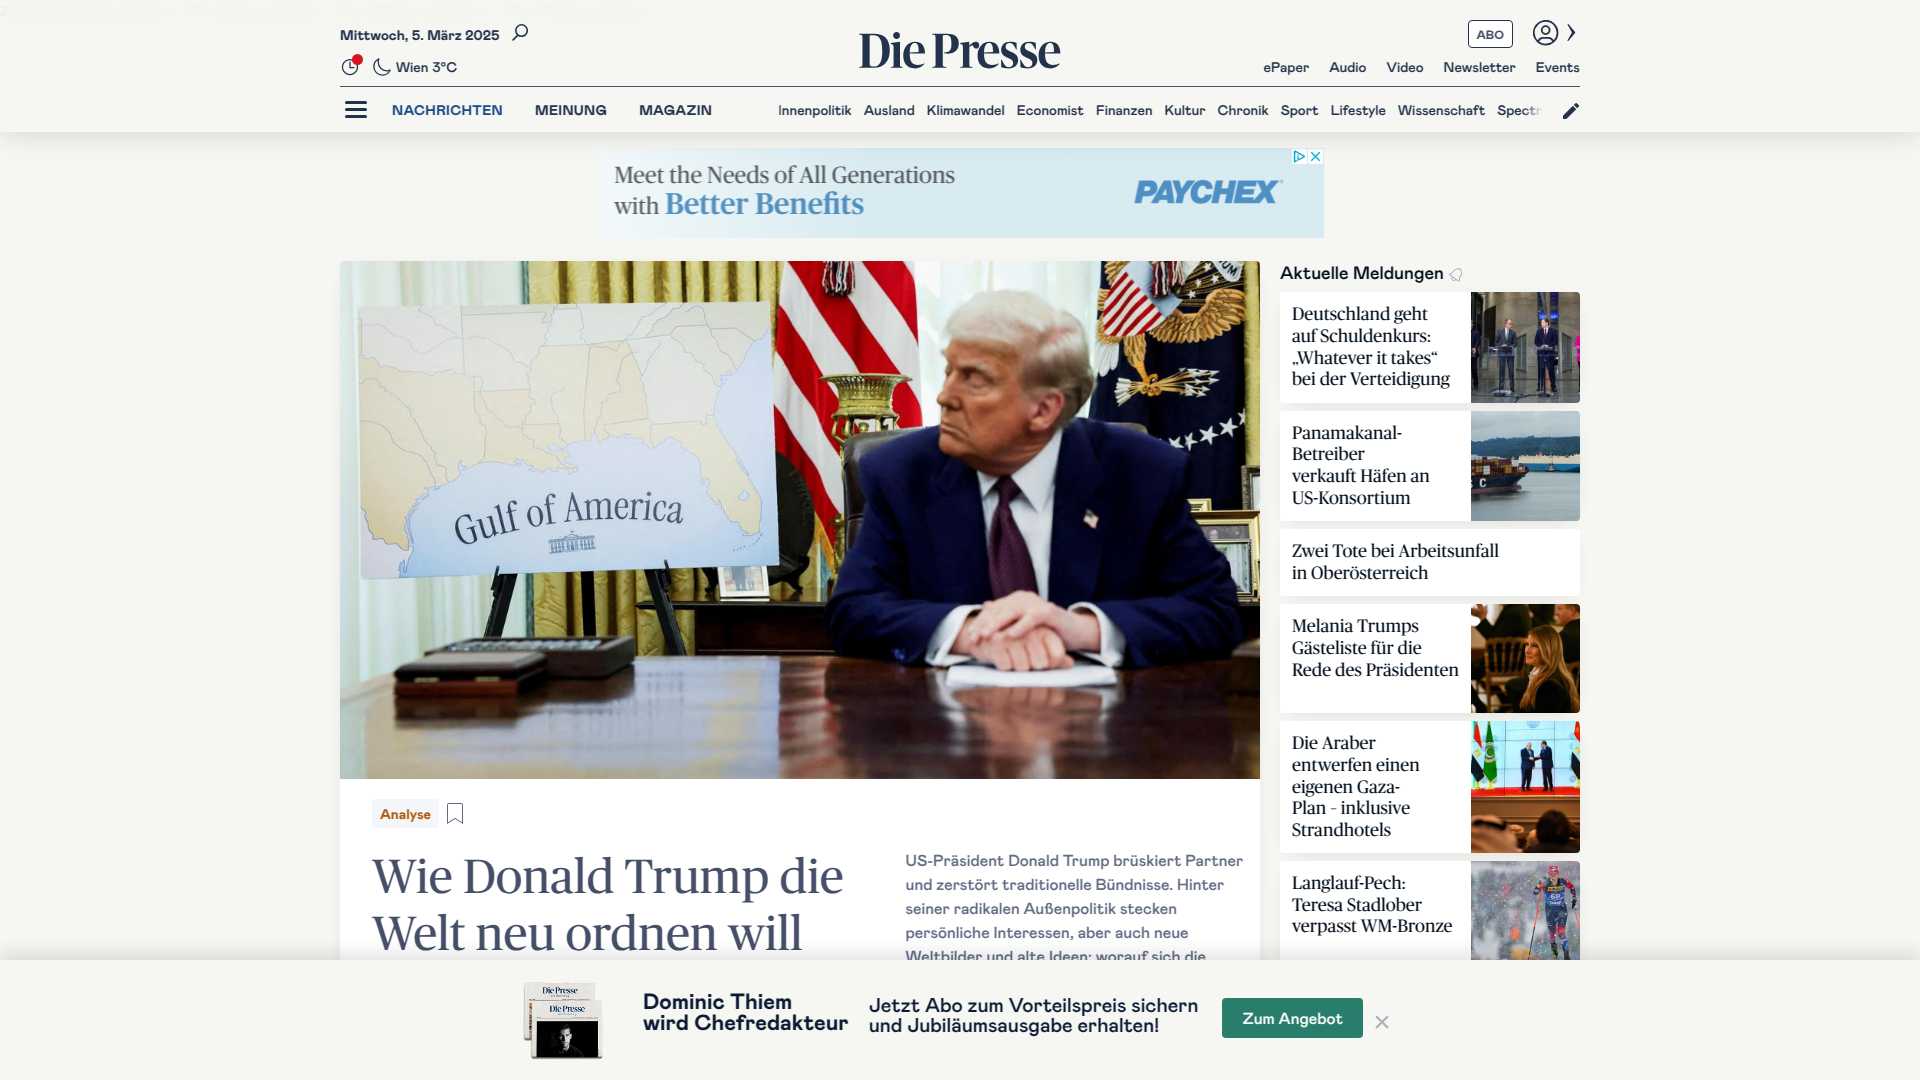 Mittwoch, 5. März 2025
Wien 3°C
Die Presse
ABO
ePaper Audio Video Newsletter Events
NACHRICHTEN MEINUNG MAGAZIN
Innenpolitik Ausland Klimawandel Economist Finanzen Kultur Chronik Sport Lifestyle Wissenschaft Spectr
Meet the Needs of All Generations
with Better Benefits
PAYCHEX
Gulf of America
Analyse
Wie Donald Trump die
Welt neu ordnen will
US-Präsident Donald Trump brüskiert Partner
und zerstört traditionelle Bündnisse. Hinter
seiner radikalen Außenpolitik stecken
persönliche Interessen, aber auch neue
Weltbilder und alte Ideen: worauf sich die
Aktuelle Meldungen
Deutschland geht
auf Schuldenkurs:
„Whatever it takes“
bei der Verteidigung
Panamakanal-
Betreiber
verkauft Häfen an
US-Konsortium
Zwei Tote bei Arbeitsunfall
in Oberösterreich
Melania Trumps
Gästeliste für die
Rede des Präsidenten
Die Araber
entwerfen einen
eigenen Gaza-
Plan – inklusive
Strandhotels
Langlauf-Pech:
Teresa Stadlober
verpasst WM-Bronze
Die Presse
Die Presse
Dominic Thiem
wird Chefredakteur
Jetzt Abo zum Vorteilspreis sichern
und Jubiläumsausgabe erhalten!
Zum Angebot